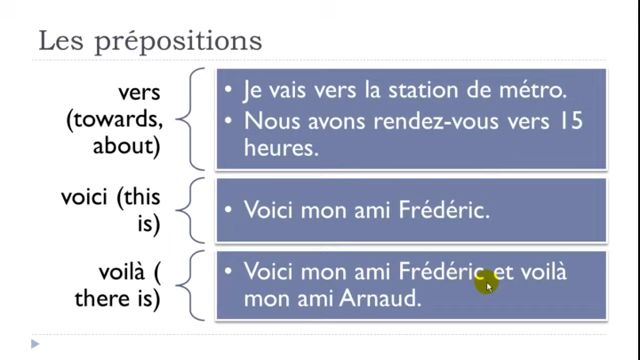 Les prépositions
vers
(towards,
about)
• Je vais vers la station de métro.
• Nous avons rendez-vous vers 15
heures.
voici (this
is)
• Voici mon ami Frédéric.
voilà (
there is)
• Voici mon ami Frédéric et voilà
mon ami Arnaud.